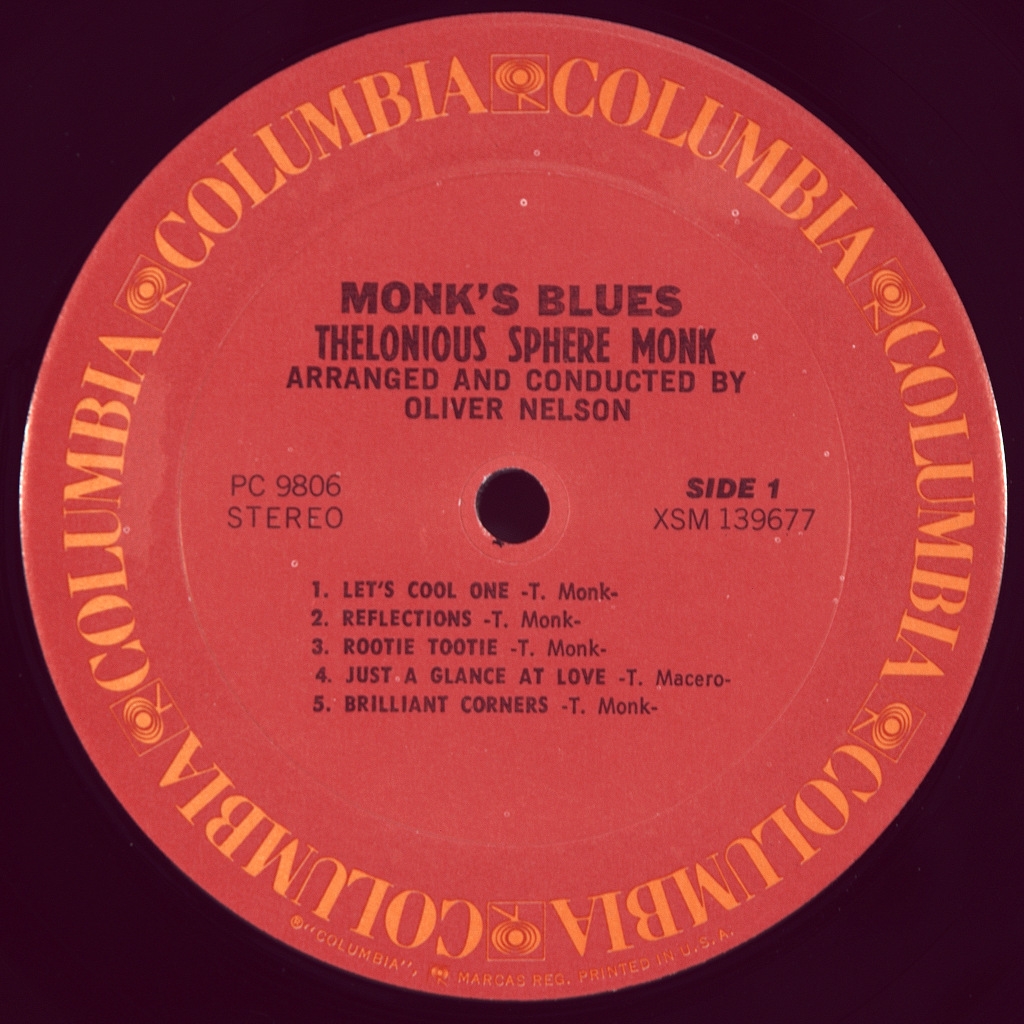 COLUMBIA COLUMBIA COLUMBIA COLUMBIA COLUMBIA COLUMBIA
MONK'S BLUES
THELONIOUS SPHERE MONK
ARRANGED AND CONDUCTED BY
OLIVER NELSON
PC 9806
STEREO
SIDE 1
XSM 139677
1. LET'S COOL ONE -T. Monk-
2. REFLECTIONS -T. Monk-
3. ROOTIE TOOTIE -T. Monk-
4. JUST A GLANCE AT LOVE -T. Macero-
5. BRILLIANT CORNERS -T. Monk-
® "COLUMBIA", MARCAS REG. PRINTED IN U.S.A.